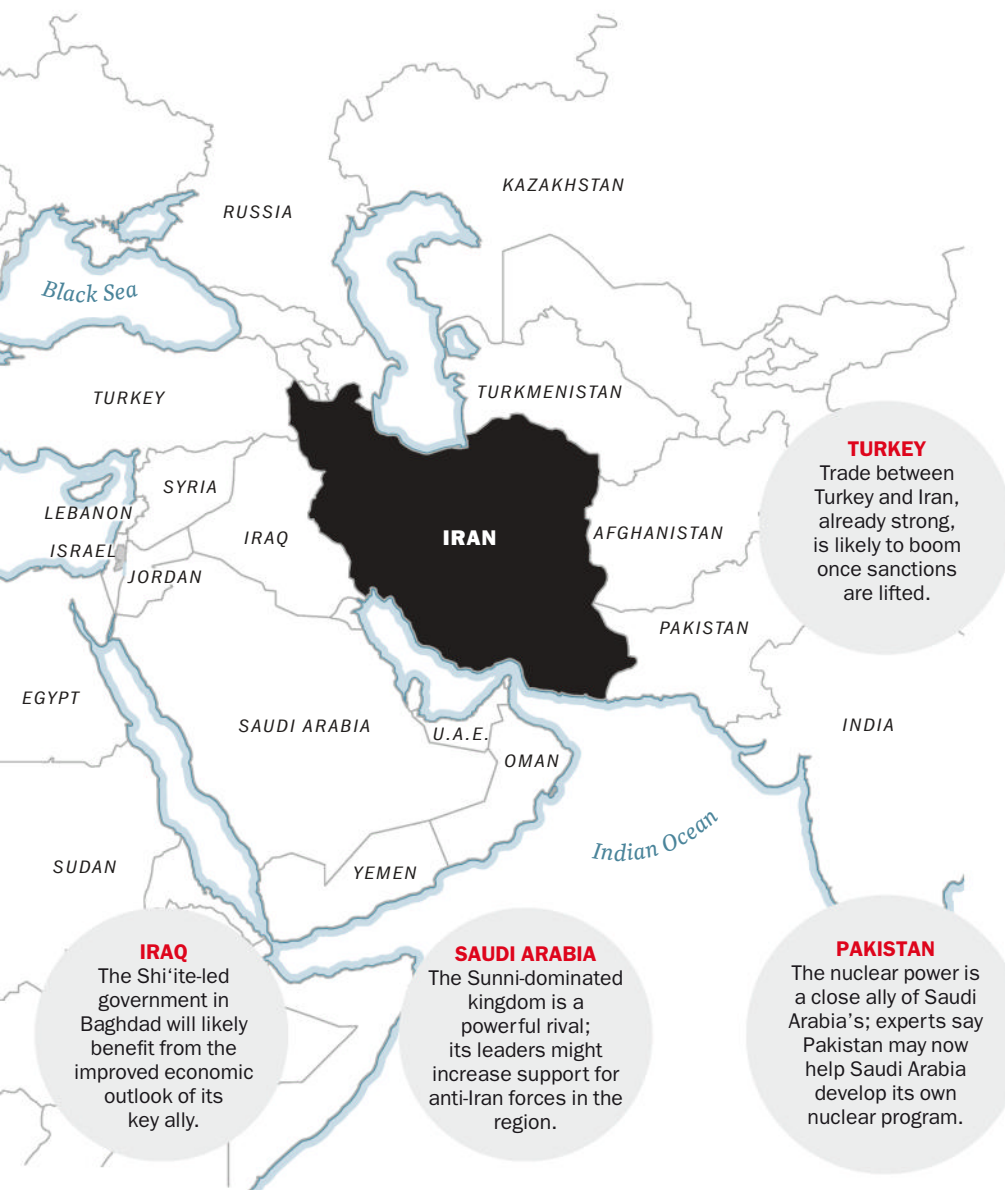 KAZAKHSTAN
RUSSIA
Black Sea
TURKEY
TURKMENISTAN
SYRIA
LEBANON
IRAQ
IRAN
AFGHANISTAN
ISRAEL
JORDAN
PAKISTAN
EGYPT
SAUDI ARABIA
U.A.E.
OMAN
INDIA
Indian Ocean
SUDAN
YEMEN
TURKEY
Trade between
Turkey and Iran,
already strong,
is likely to boom
once sanctions
are lifted.
IRAQ
The Shi‘ite-led
government in
Baghdad will likely
benefit from the
improved economic
outlook of its
key ally.
SAUDI ARABIA
The Sunni-dominated
kingdom is a
powerful rival;
its leaders might
increase support for
anti-Iran forces in the
region.
PAKISTAN
The nuclear power is
a close ally of Saudi
Arabia's; experts say
Pakistan may now
help Saudi Arabia
develop its own
nuclear program.